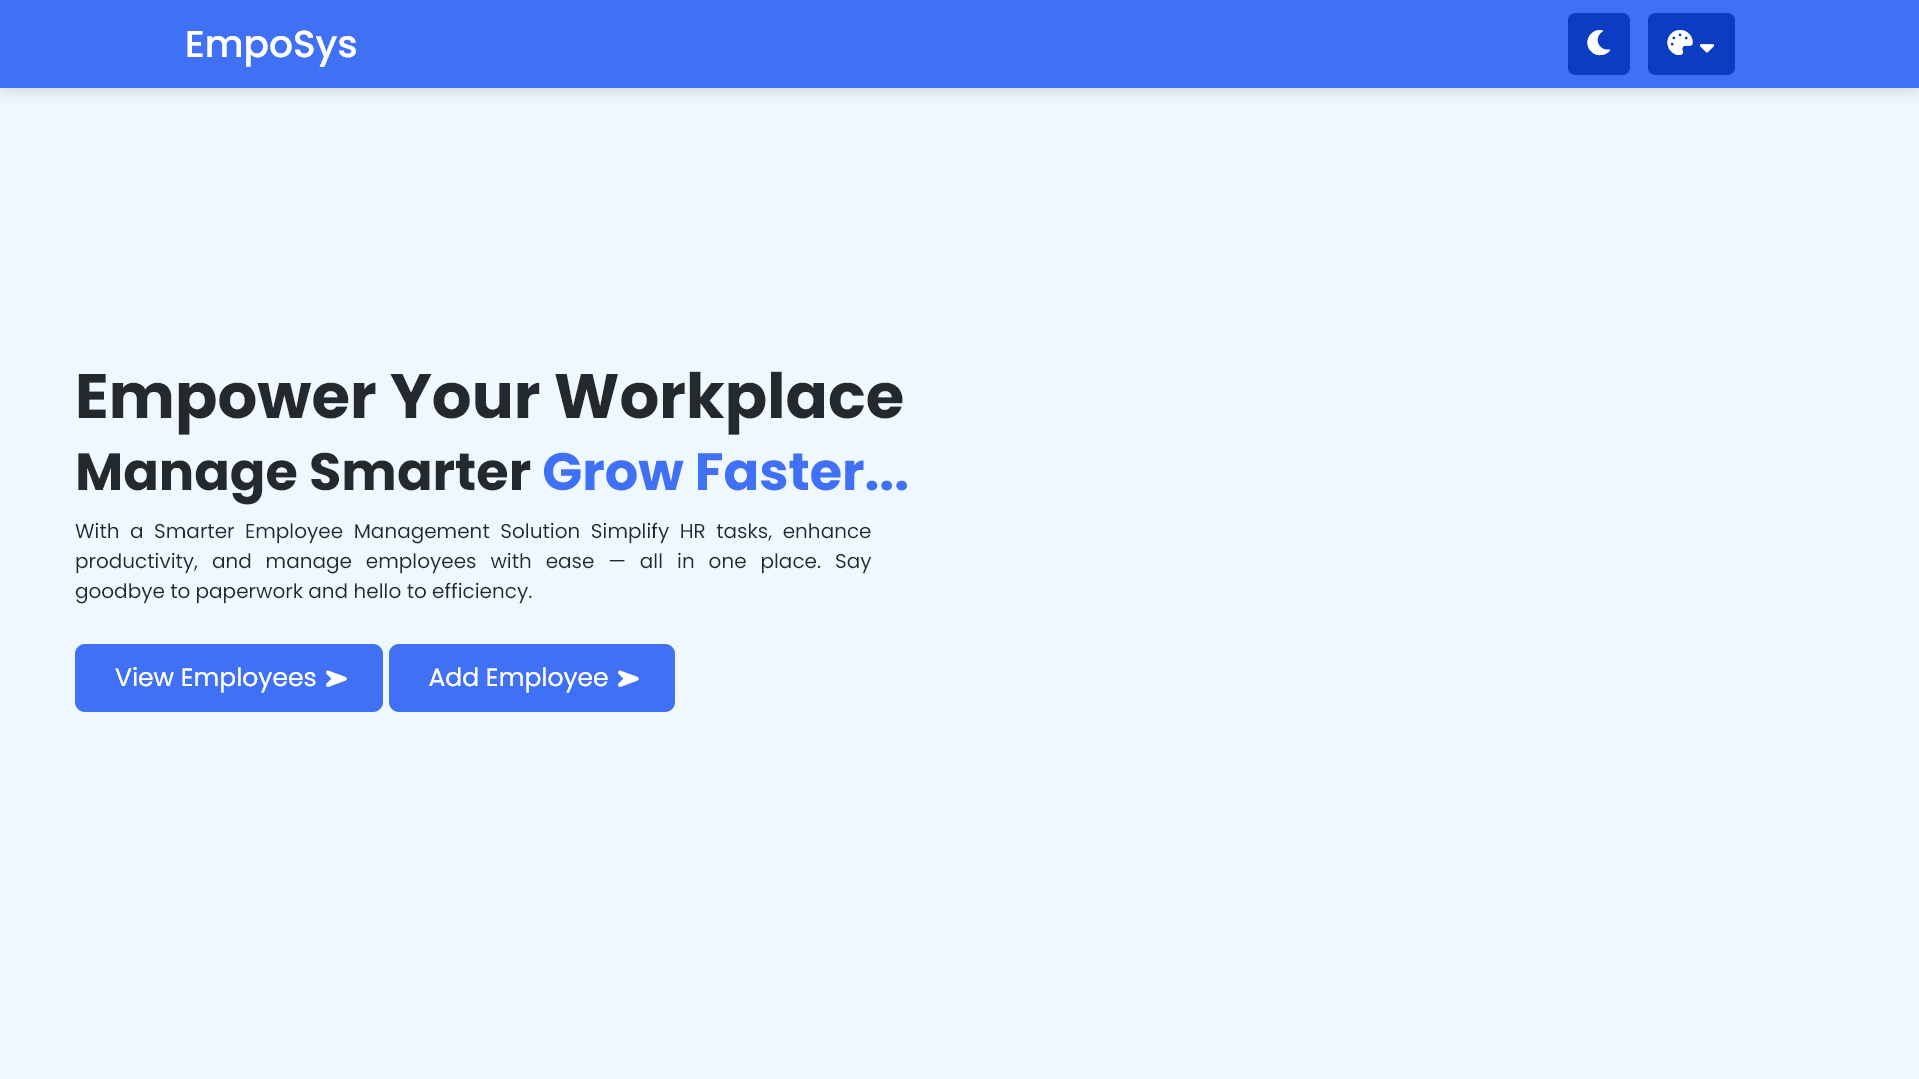 EmpoSys
Empower Your Workplace
Manage Smarter Grow Faster...
With a Smarter Employee Management Solution Simplify HR tasks, enhance
productivity, and manage employees with ease — all in one place. Say
goodbye to paperwork and hello to efficiency.
View Employees
Add Employee